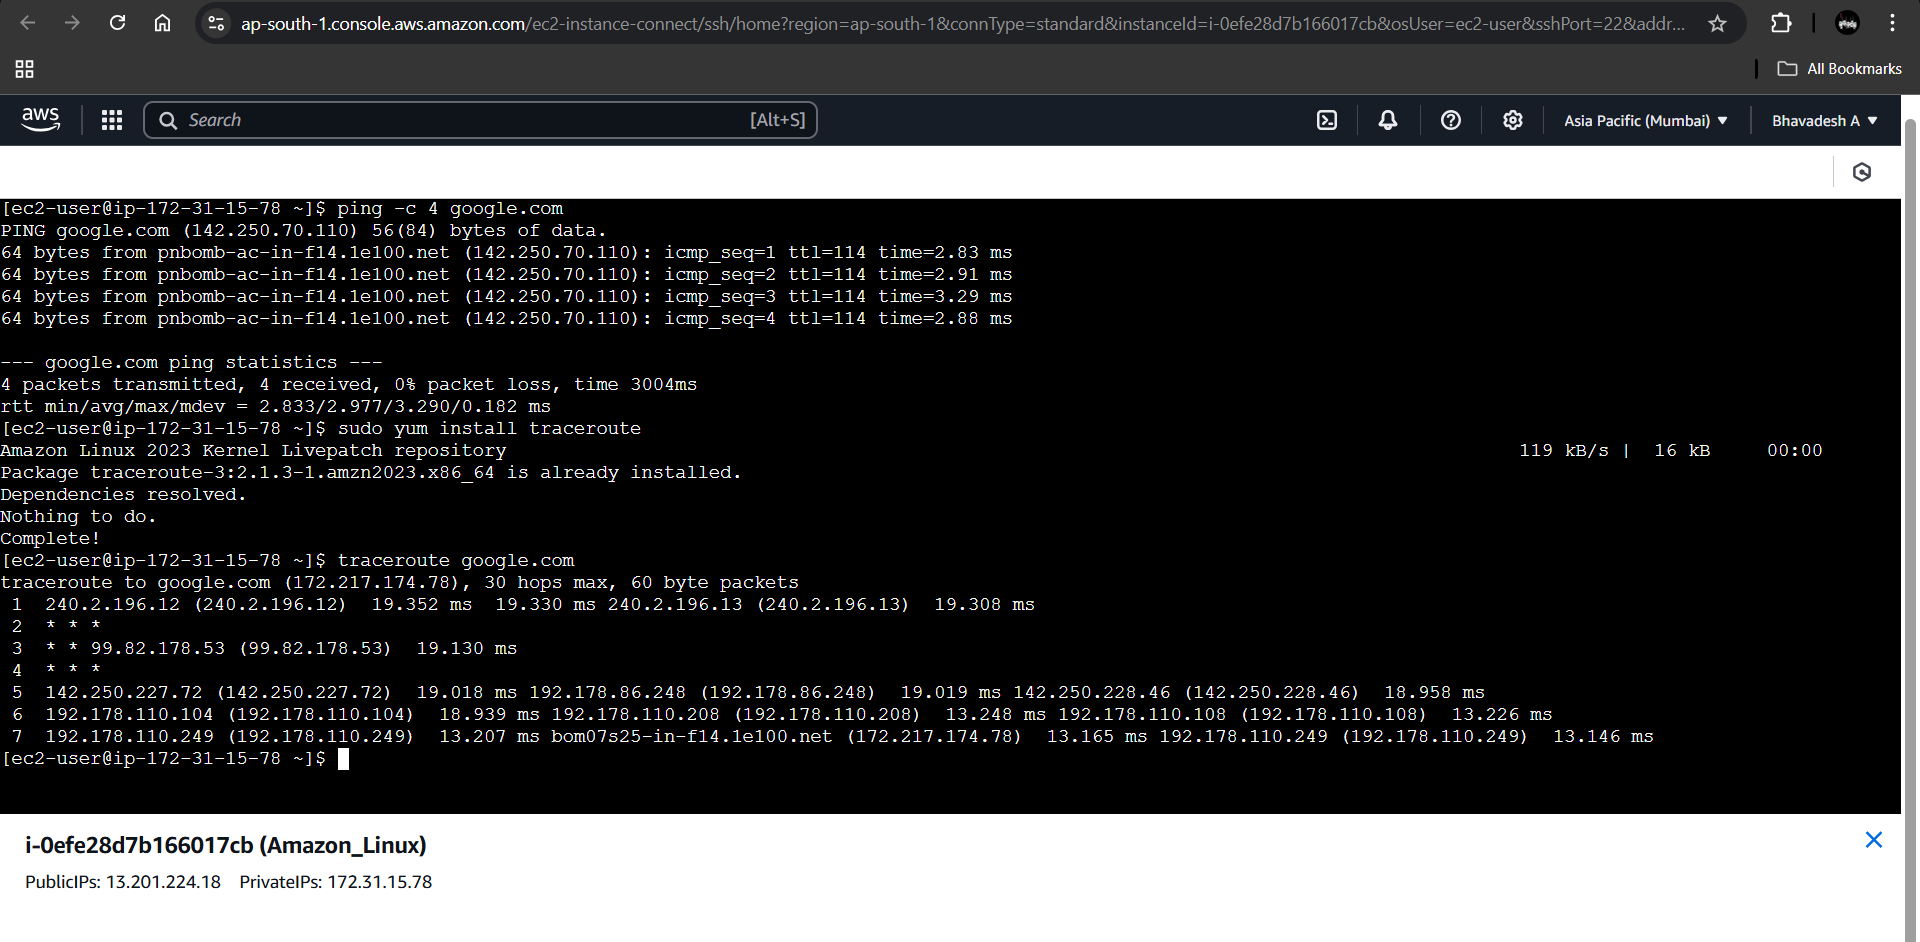 ap-south-1.console.aws.amazon.com/ec2-instance-connect/ssh/home?region=ap-south-1&connType=standard&instanceId=i-0efe28d7b166017cb&osUser=ec2-user&sshPort=22&addr...
All Bookmarks
aws Search [Alt+S] Asia Pacific (Mumbai) Bhavadesh A
[ec2-user@ip-172-31-15-78 ~]$ ping -c 4 google.com
PING google.com (142.250.70.110) 56(84) bytes of data.
64 bytes from pnbomb-ac-in-f14.1e100.net (142.250.70.110): icmp_seq=1 ttl=114 time=2.83 ms
64 bytes from pnbomb-ac-in-f14.1e100.net (142.250.70.110): icmp_seq=2 ttl=114 time=2.91 ms
64 bytes from pnbomb-ac-in-f14.1e100.net (142.250.70.110): icmp_seq=3 ttl=114 time=3.29 ms
64 bytes from pnbomb-ac-in-f14.1e100.net (142.250.70.110): icmp_seq=4 ttl=114 time=2.88 ms
--- google.com ping statistics ---
4 packets transmitted, 4 received, 0% packet loss, time 3004ms
rtt min/avg/max/mdev = 2.833/2.977/3.290/0.182 ms
[ec2-user@ip-172-31-15-78 ~]$ sudo yum install traceroute
Amazon Linux 2023 Kernel Livepatch repository 119 kB/s | 16 kB 00:00
Package traceroute-3:2.1.3-1.amzn2023.x86_64 is already installed.
Dependencies resolved.
Nothing to do.
Complete!
[ec2-user@ip-172-31-15-78 ~]$ traceroute google.com
traceroute to google.com (172.217.174.78), 30 hops max, 60 byte packets
1 240.2.196.12 (240.2.196.12) 19.352 ms 19.330 ms 240.2.196.13 (240.2.196.13) 19.308 ms
2 * * *
3 * * 99.82.178.53 (99.82.178.53) 19.130 ms
4 * * *
5 142.250.227.72 (142.250.227.72) 19.018 ms 192.178.86.248 (192.178.86.248) 19.019 ms 142.250.228.46 (142.250.228.46) 18.958 ms
6 192.178.110.104 (192.178.110.104) 18.939 ms 192.178.110.208 (192.178.110.208) 13.248 ms 192.178.110.108 (192.178.110.108) 13.226 ms
7 192.178.110.249 (192.178.110.249) 13.207 ms bom07s25-in-f14.1e100.net (172.217.174.78) 13.165 ms 192.178.110.249 (192.178.110.249) 13.146 ms
[ec2-user@ip-172-31-15-78 ~]$
i-0efe28d7b166017cb (Amazon_Linux)
PublicIPs: 13.201.224.18 PrivateIPs: 172.31.15.78